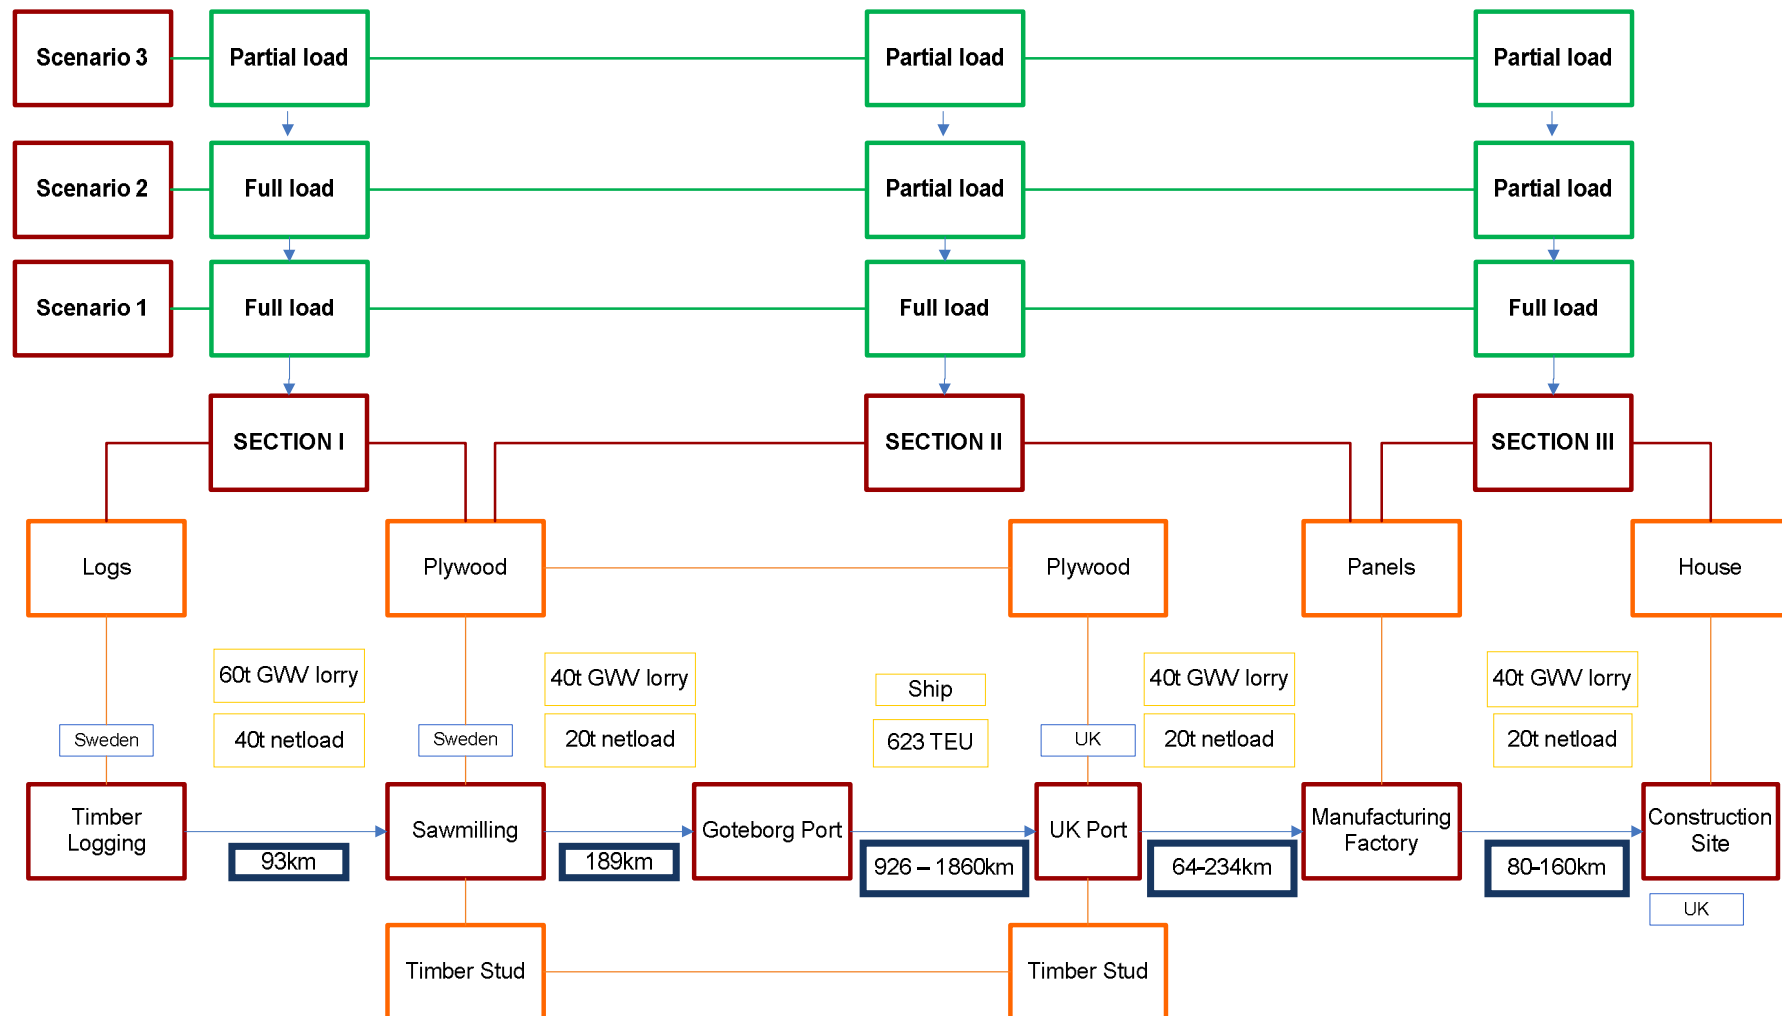 Scenario 3
Partial load
Partial load
Partial load
Scenario 2
Full load
Partial load
Partial load
Scenario 1
Full load
Full load
Full load
SECTION I
SECTION II
SECTION III
Logs
Plywood
Plywood
Panels
House
60t GWV lorry
40t GWV lorry
Ship
40t GWV lorry
40t GWV lorry
Sweden
40t netload
Sweden
20t netload
623 TEU
UK
20t netload
20t netload
Timber
Logging
Sawmilling
Goteborg Port
UK Port
Manufacturing
Factory
Construction
Site
93km
189km
926 – 1860km
64-234km
80-160km
UK
Timber Stud
Timber Stud